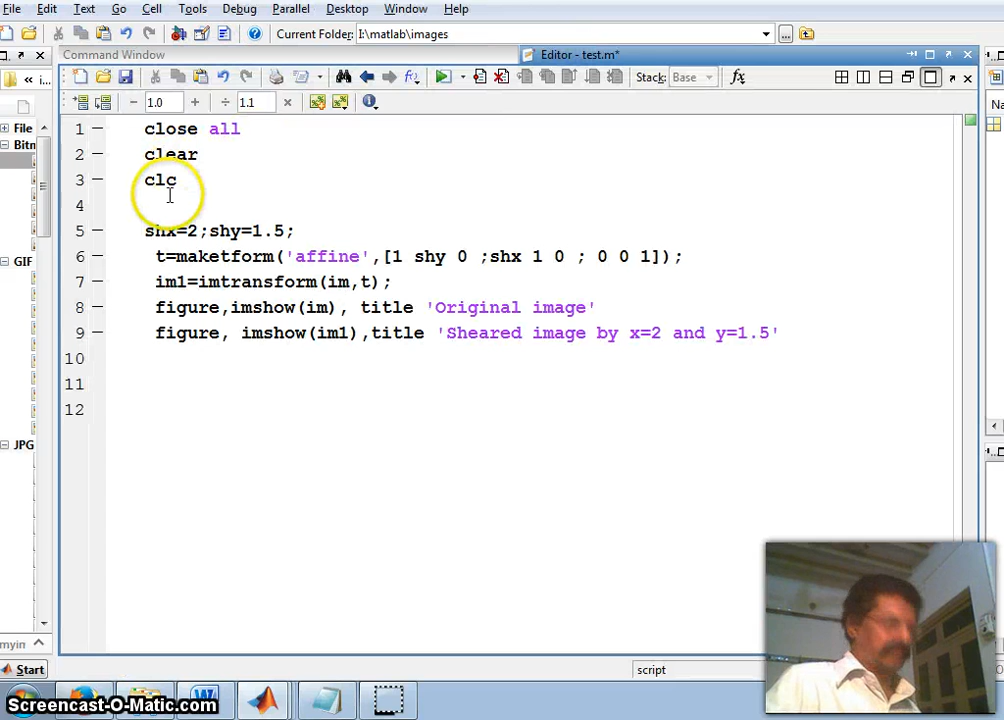 File Edit Text Go Cell Tools Debug Parallel Desktop Window Help
Current Folder: I:\matlab\images
« i...
Command Window
Editor - test.m*
Stack: Base
fx
1.0
1.1
File
Bitn
GIF
JPG
Na
1 close all
2 clear
3 clc
4
5 shx=2;shy=1.5;
6 t=maketform('affine',[1 shy 0 ;shx 1 0 ; 0 0 1]);
7 im1=imtransform(im,t);
8 figure,imshow(im), title 'Original image'
9 figure, imshow(im1),title 'Sheared image by x=2 and y=1.5'
10
11
12
myin
Start
script
Screencast-O-Matic.com